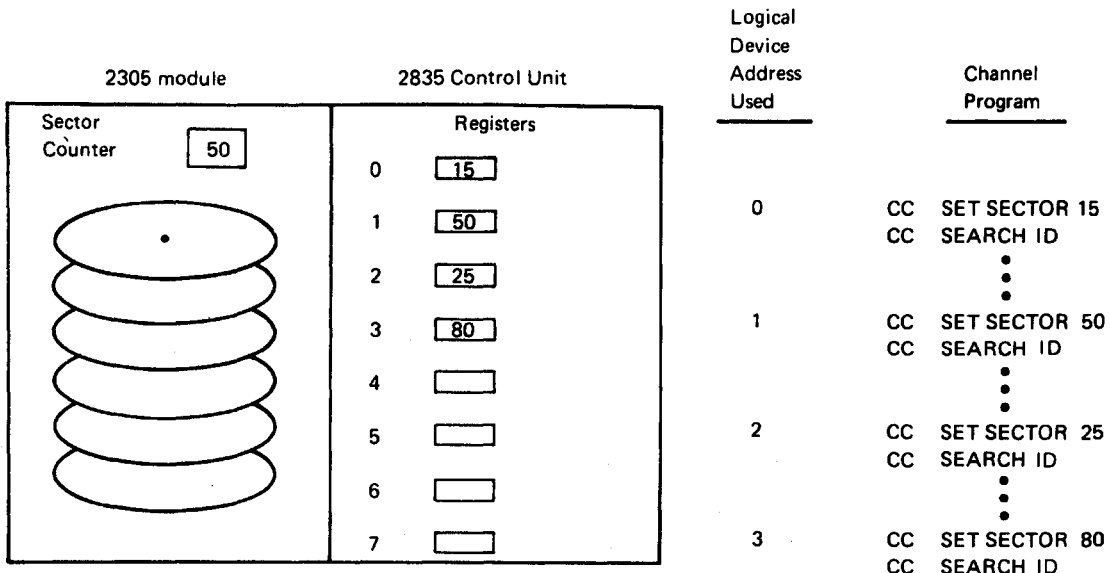 Logical
Device
Address
Used
Channel
Program
2305 module
2835 Control Unit
Sector
Counter
50
Registers
0 15
1 50
2 25
3 80
4
5
6
7
0 CC SET SECTOR 15
CC SEARCH ID
1 CC SET SECTOR 50
CC SEARCH ID
2 CC SET SECTOR 25
CC SEARCH ID
3 CC SET SECTOR 80
CC SEARCH ID